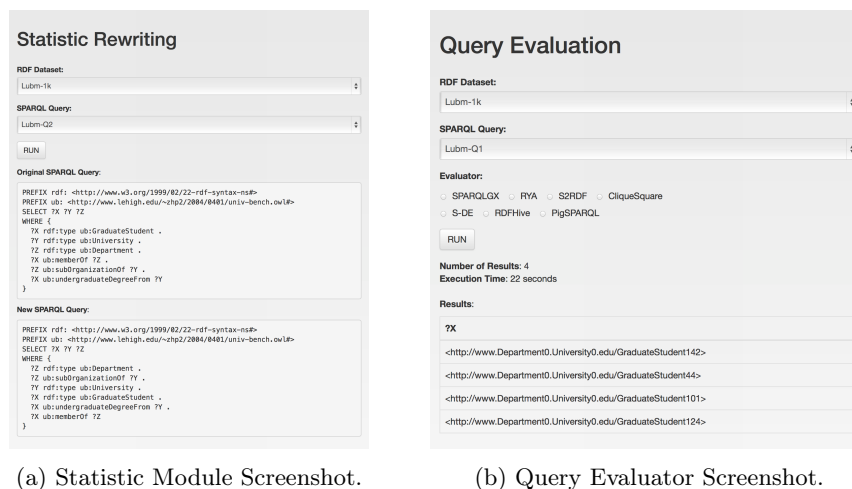 Statistic Rewriting
RDF Dataset:
Lubm-1k
SPARQL Query:
Lubm-Q2
RUN
Original SPARQL Query:
PREFIX rdf: <http://www.w3.org/1999/02/22-rdf-syntax-ns#>
PREFIX ub: <http://www.lehigh.edu/~zhp2/2004/0401/univ-bench.owl#>
SELECT ?X ?Y ?Z
WHERE {
?X rdf:type ub:GraduateStudent .
?Y rdf:type ub:University .
?Z rdf:type ub:Department .
?X ub:memberOf ?Z .
?Z ub:subOrganizationOf ?Y .
?X ub:undergraduateDegreeFrom ?Y
}
New SPARQL Query:
PREFIX rdf: <http://www.w3.org/1999/02/22-rdf-syntax-ns#>
PREFIX ub: <http://www.lehigh.edu/~zhp2/2004/0401/univ-bench.owl#>
SELECT ?X ?Y ?Z
WHERE {
?Z rdf:type ub:Department .
?Z ub:subOrganizationOf ?Y .
?Y rdf:type ub:University .
?X rdf:type ub:GraduateStudent .
?X ub:undergraduateDegreeFrom ?Y .
?X ub:memberOf ?Z
}
(a) Statistic Module Screenshot.
Query Evaluation
RDF Dataset:
Lubm-1k
SPARQL Query:
Lubm-Q1
Evaluator:
SPARQLGX RYA S2RDF CliqueSquare
S-DE RDFHive PigSPARQL
RUN
Number of Results: 4
Execution Time: 22 seconds
Results:
?X
<http://www.Department0.University0.edu/GraduateStudent142>
<http://www.Department0.University0.edu/GraduateStudent44>
<http://www.Department0.University0.edu/GraduateStudent101>
<http://www.Department0.University0.edu/GraduateStudent124>
(b) Query Evaluator Screenshot.